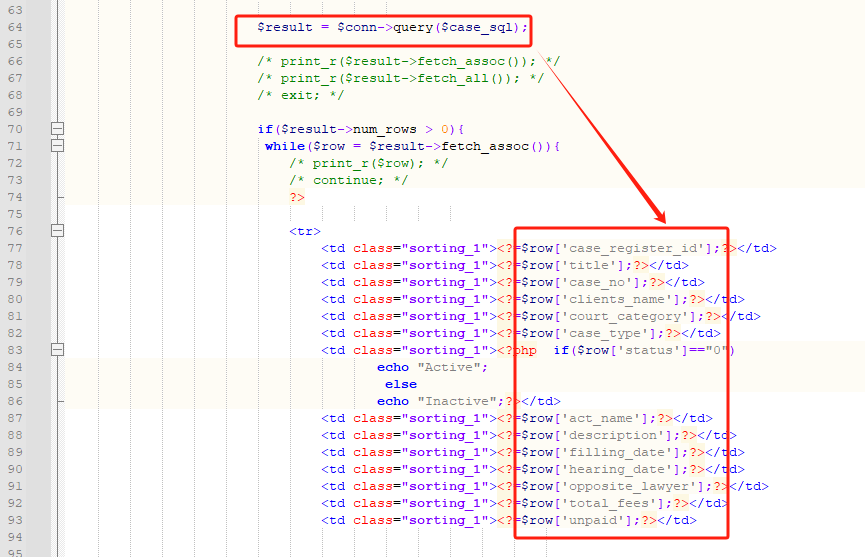 63
64 $result = $conn->query($case_sql);
65
66 /* print_r($result->fetch_assoc()); */
67 /* print_r($result->fetch_all()); */
68 /* exit; */
69
70 if($result->num_rows > 0){
71 while($row = $result->fetch_assoc()){
72 /* print_r($row); */
73 /* continue; */
74 ?>
75
76 <tr>
77 <td class="sorting_1"><?=$row['case_register_id'];?></td>
78 <td class="sorting_1"><?=$row['title'];?></td>
79 <td class="sorting_1"><?=$row['case_no'];?></td>
80 <td class="sorting_1"><?=$row['clients_name'];?></td>
81 <td class="sorting_1"><?=$row['court_category'];?></td>
82 <td class="sorting_1"><?=$row['case_type'];?></td>
83 <td class="sorting_1"><?php if($row['status']=="0")
84 echo "Active";
85 else
86 echo "Inactive";?></td>
87 <td class="sorting_1"><?=$row['act_name'];?></td>
88 <td class="sorting_1"><?=$row['description'];?></td>
89 <td class="sorting_1"><?=$row['filling_date'];?></td>
90 <td class="sorting_1"><?=$row['hearing_date'];?></td>
91 <td class="sorting_1"><?=$row['opposite_lawyer'];?></td>
92 <td class="sorting_1"><?=$row['total_fees'];?></td>
93 <td class="sorting_1"><?=$row['unpaid'];?></td>
94
95